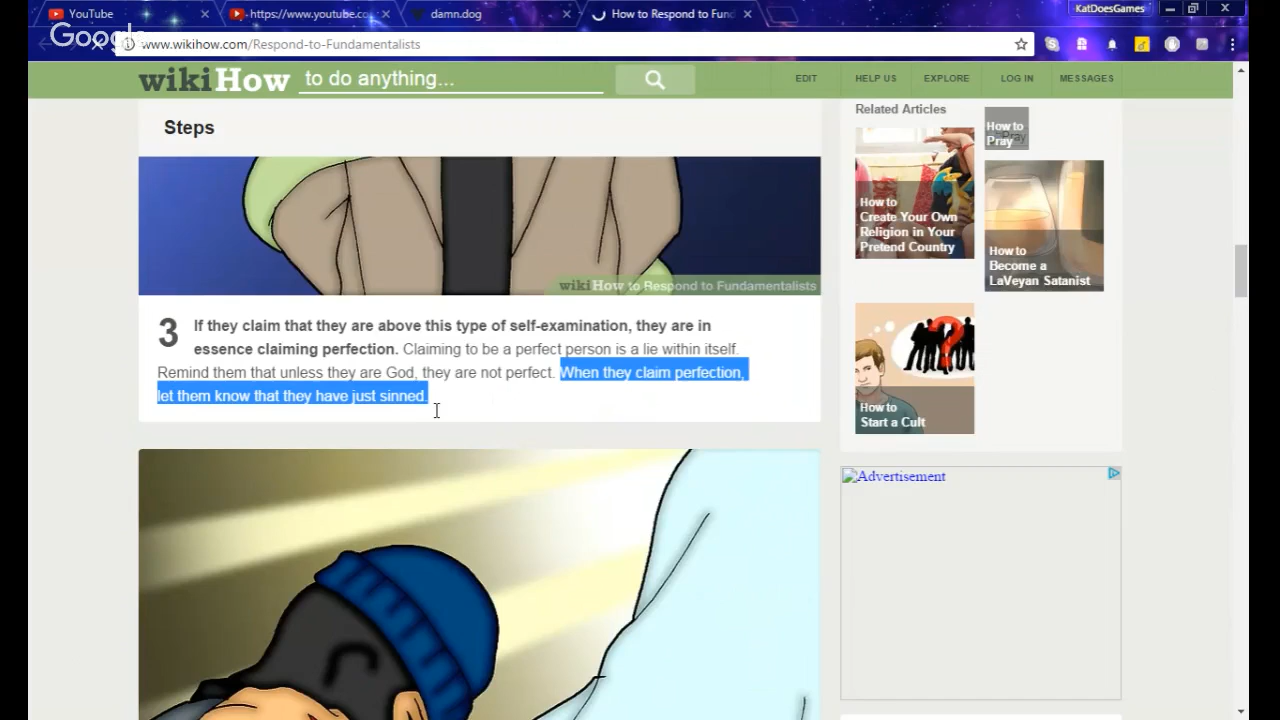 YouTube
https://www.youtube.cc
damn.dog
How to Respond to Fund
KatDoesGames
Google
www.wikihow.com/Respond-to-Fundamentalists
wikiHow to do anything...
EDIT
HELP US
EXPLORE
LOG IN
MESSAGES
Steps
wikiHow to Respond to Fundamentalists
3 If they claim that they are above this type of self-examination, they are in
essence claiming perfection. Claiming to be a perfect person is a lie within itself.
Remind them that unless they are God, they are not perfect. When they claim perfection,
let them know that they have just sinned.
Related Articles
How to
Create Your Own
Religion in Your
Pretend Country
How to
Pray
How to
Become a
LaVeyan Satanist
How to
Start a Cult
Advertisement